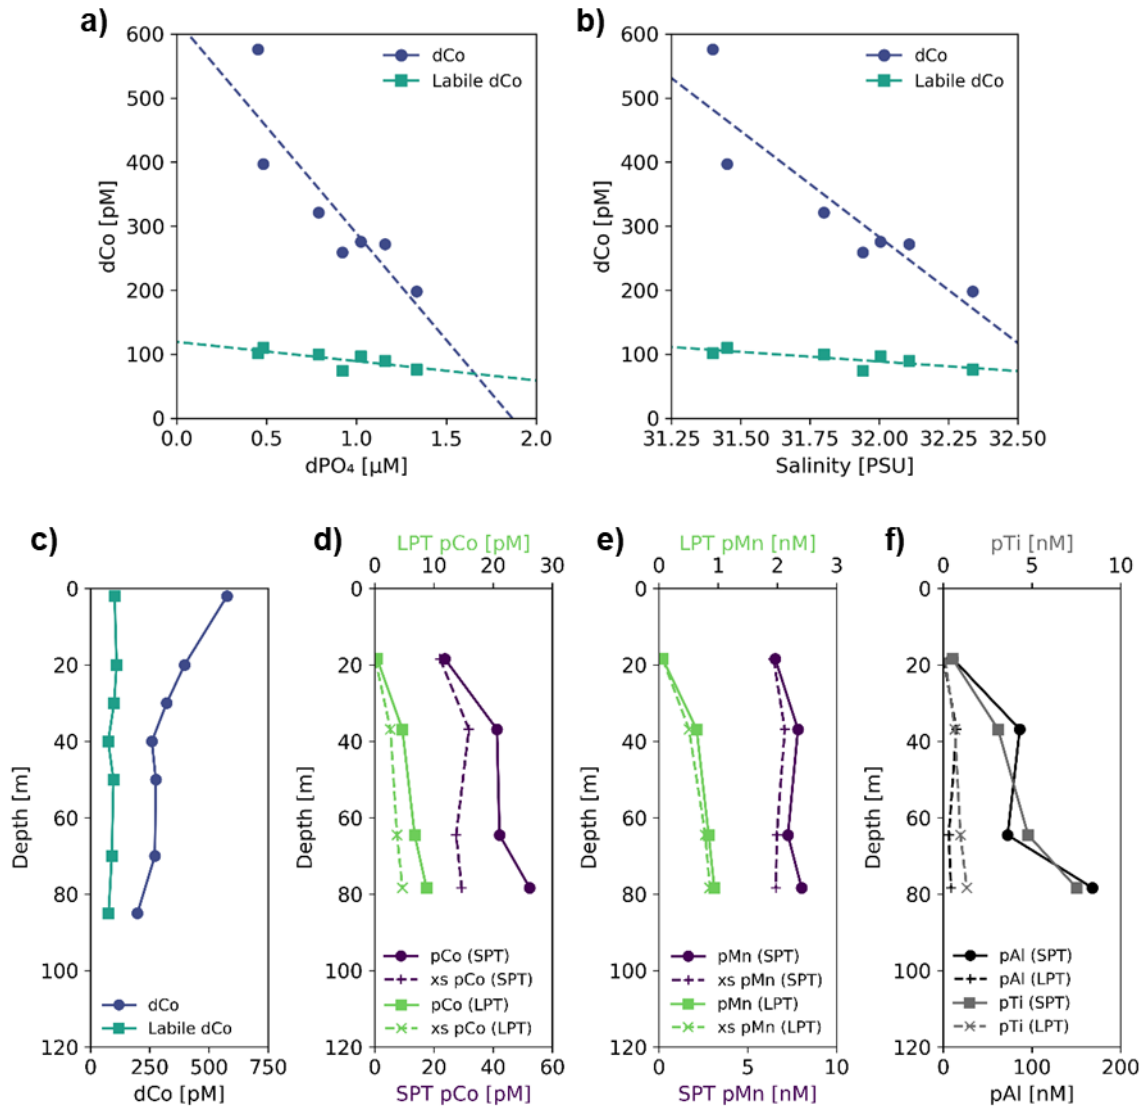 a)
600
500
400
300
200
100
0
dCo [pM]
dCo
Labile dCo
0.0 0.5 1.0 1.5 2.0
dPO₄ [μM]
b)
600
500
400
300
200
100
0
dCo [pM]
dCo
Labile dCo
31.25 31.50 31.75 32.00 32.25 32.50
Salinity [PSU]
c)
0
20
40
60
80
100
120
Depth [m]
dCo
Labile dCo
0 250 500 750
dCo [pM]
d)
LPT pCo [pM]
0 10 20 30
0
20
40
60
80
100
120
Depth [m]
pCo (SPT)
xs pCo (SPT)
pCo (LPT)
xs pCo (LPT)
0 20 40 60
SPT pCo [pM]
e)
LPT pMn [nM]
0 1 2 3
0
20
40
60
80
100
120
Depth [m]
pMn (SPT)
xs pMn (SPT)
pMn (LPT)
xs pMn (LPT)
0 5 10
SPT pMn [nM]
f)
pTi [nM]
0 5 10
0
20
40
60
80
100
120
Depth [m]
pAl (SPT)
pAl (LPT)
pTi (SPT)
pTi (LPT)
0 100 200
pAl [nM]